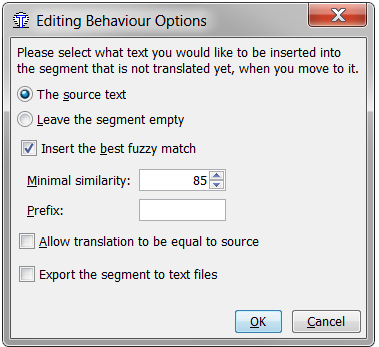 Editing Behaviour Options
Please select what text you would like to be inserted into
the segment that is not translated yet, when you move to it.
The source text
Leave the segment empty
Insert the best fuzzy match
Minimal similarity: 85
Prefix:
Allow translation to be equal to source
Export the segment to text files
OK Cancel